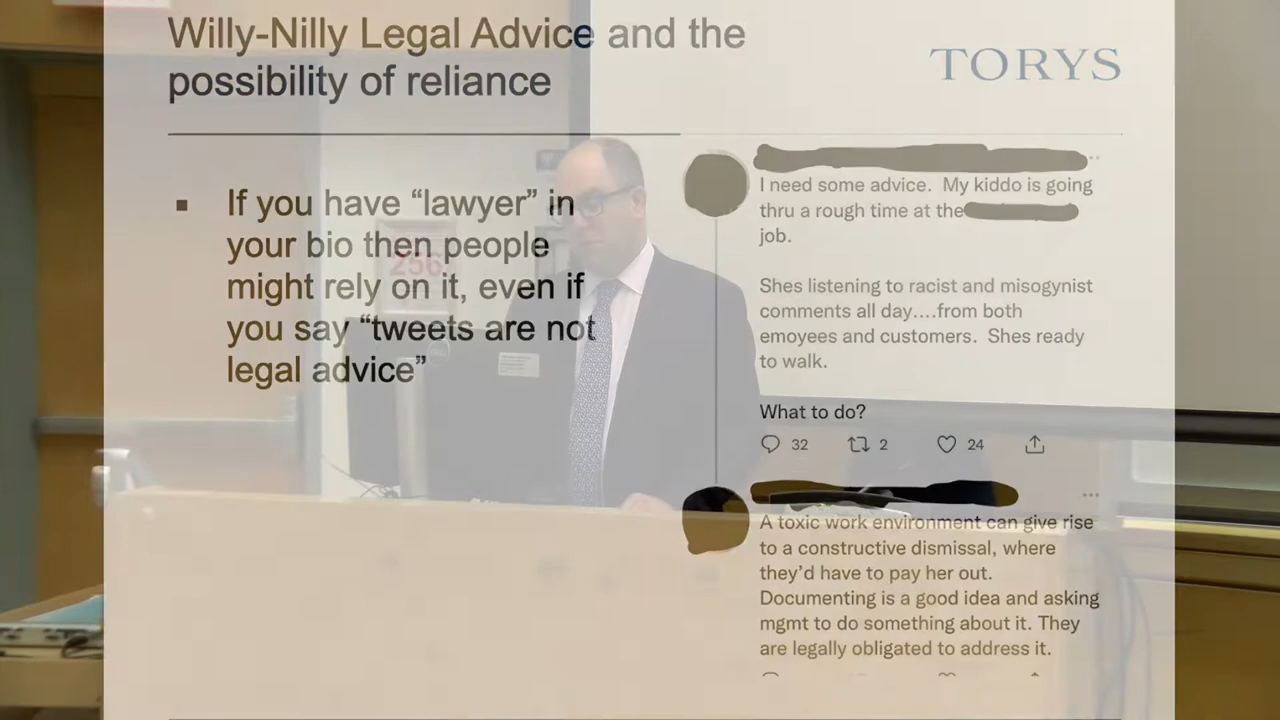 Willy-Nilly Legal Advice and the
possibility of reliance
TORYS
▪ If you have “lawyer” in
your bio then people
might rely on it, even if
you say “tweets are not
legal advice”
256
I need some advice. My kiddo is going
thru a rough time at the
job.
Shes listening to racist and misogynist
comments all day....from both
emoyees and customers. Shes ready
to walk.
What to do?
32 2 24
A toxic work environment can give rise
to a constructive dismissal, where
they’d have to pay her out.
Documenting is a good idea and asking
mgmt to do something about it. They
are legally obligated to address it.